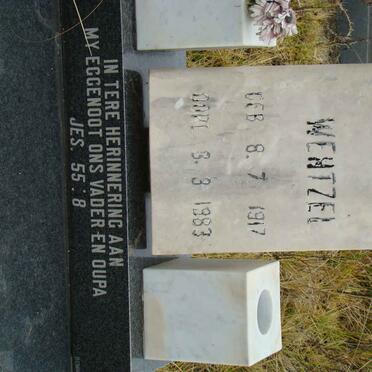 WENTZEL
GEB 8. 7. 1917
OORL 8. 8. 1983
IN TERE HERINNERING AAN
MY EGGENOOT ONS VADER EN OUPA
JES. 55 : 8